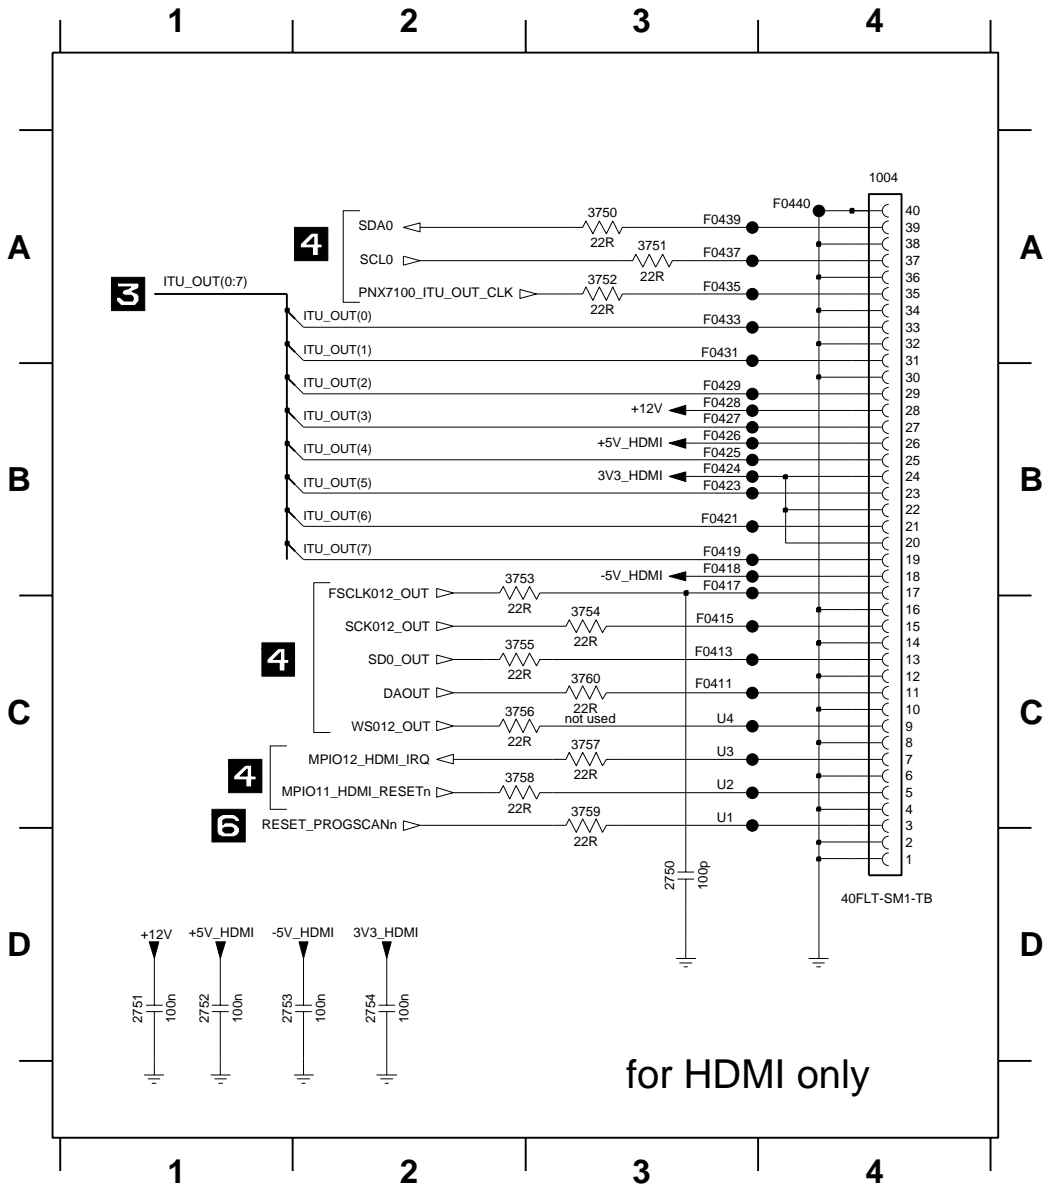 1 2 3 4
1004
F0440 40
A SDA0 3750 F0439 39 A
22R 38
4 SCL0 3751 F0437 37
22R 36
3 ITU_OUT(0:7) PNX7100_ITU_OUT_CLK 3752 F0435 35
22R 34
ITU_OUT(0) F0433 33
32
ITU_OUT(1) F0431 31
30
ITU_OUT(2) F0429 29
+12V F0428 28
ITU_OUT(3) F0427 27
+5V_HDMI F0426 26
ITU_OUT(4) F0425 25
B 3V3_HDMI F0424 24 B
ITU_OUT(5) F0423 23
22
ITU_OUT(6) F0421 21
20
ITU_OUT(7) F0419 19
-5V_HDMI F0418 18
FSCLK012_OUT 3753 F0417 17
22R 16
SCK012_OUT 3754 F0415 15
22R 14
4 SD0_OUT 3755 F0413 13
22R 12
DAOUT 3760 F0411 11
C 22R 10 C
WS012_OUT 3756 not used U4 9
22R 8
MPIO12_HDMI_IRQ 3757 U3 7
4 22R 6
MPIO11_HDMI_RESETn 3758 U2 5
22R 4
6 RESET_PROGSCANn 3759 U1 3
22R 2
2750 100p 1
40FLT-SM1-TB
D +12V +5V_HDMI -5V_HDMI 3V3_HDMI D
2751 100n 2752 100n 2753 100n 2754 100n
for HDMI only
1 2 3 4